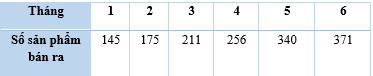 Tháng 1 2 3 4 5 6
Số sản phẩm 145 175 211 256 340 371
bán ra